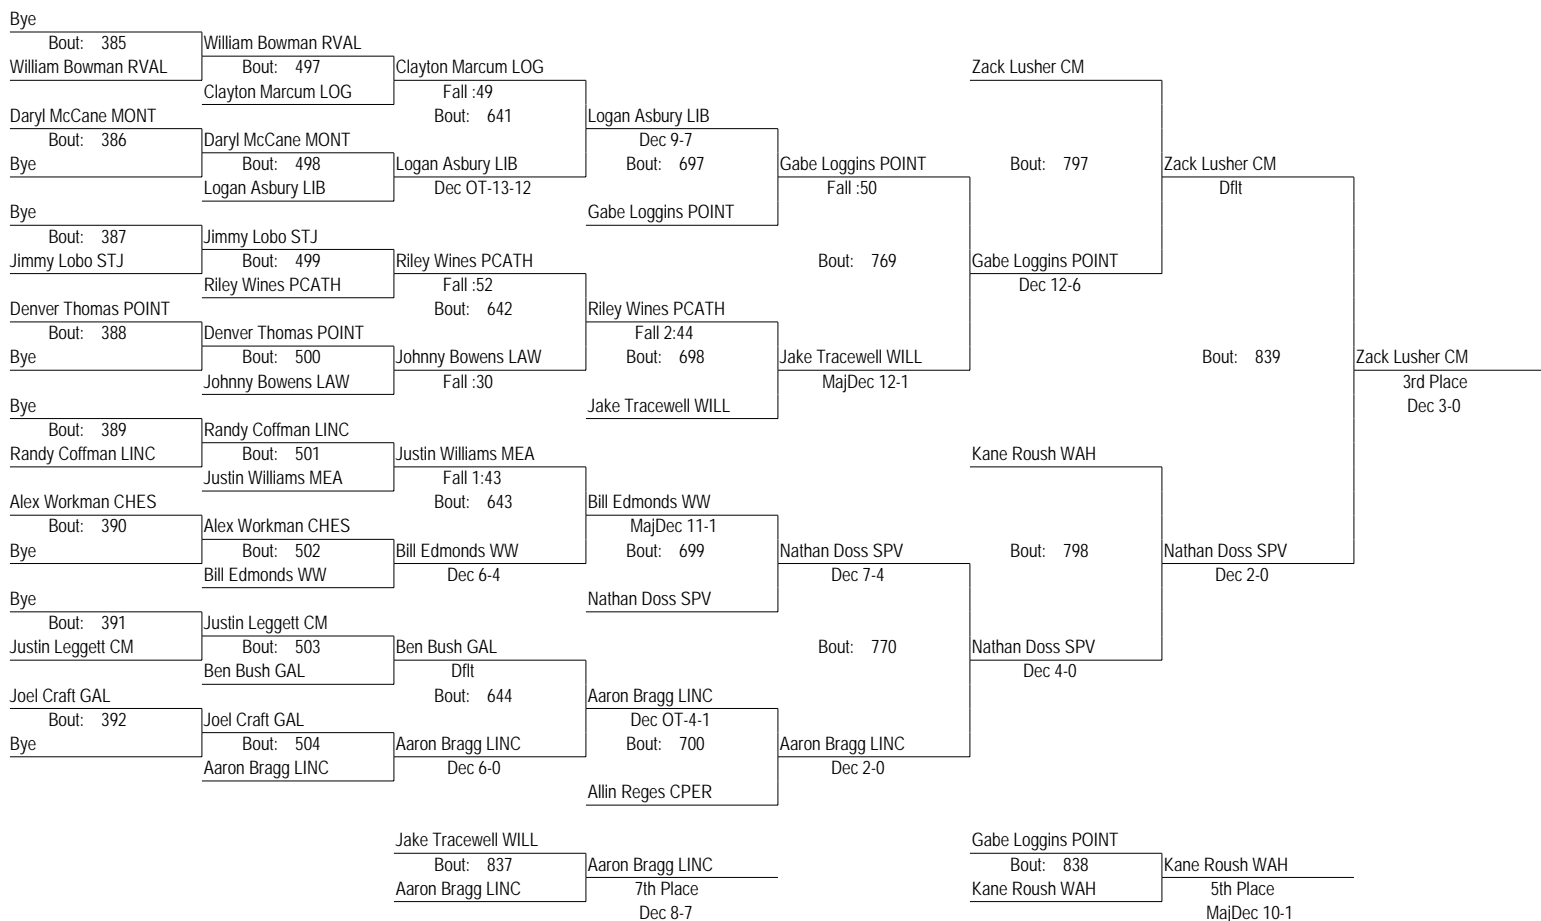 Bye
Bout: 385
William Bowman RVAL
Daryl McCane MONT
Bout: 386
Bye
Bye
Bout: 387
Jimmy Lobo STJ
Denver Thomas POINT
Bout: 388
Bye
Bye
Bout: 389
Randy Coffman LINC
Alex Workman CHES
Bout: 390
Bye
Bye
Bout: 391
Justin Leggett CM
Joel Craft GAL
Bout: 392
Bye
William Bowman RVAL
Bout: 497
Clayton Marcum LOG
Daryl McCane MONT
Bout: 498
Logan Asbury LIB
Jimmy Lobo STJ
Bout: 499
Riley Wines PCATH
Denver Thomas POINT
Bout: 500
Johnny Bowens LAW
Randy Coffman LINC
Bout: 501
Justin Williams MEA
Alex Workman CHES
Bout: 502
Bill Edmonds WW
Justin Leggett CM
Bout: 503
Ben Bush GAL
Joel Craft GAL
Bout: 504
Aaron Bragg LINC
Clayton Marcum LOG
Fall :49
Bout: 641
Logan Asbury LIB
Dec OT-13-12
Riley Wines PCATH
Fall :52
Bout: 642
Johnny Bowens LAW
Fall :30
Justin Williams MEA
Fall 1:43
Bout: 643
Bill Edmonds WW
Dec 6-4
Ben Bush GAL
Dflt
Bout: 644
Aaron Bragg LINC
Dec 6-0
Logan Asbury LIB
Dec 9-7
Bout: 697
Gabe Loggins POINT
Riley Wines PCATH
Fall 2:44
Bout: 698
Jake Tracewell WILL
Bill Edmonds WW
MajDec 11-1
Bout: 699
Nathan Doss SPV
Aaron Bragg LINC
Dec OT-4-1
Bout: 700
Allin Reges CPER
Gabe Loggins POINT
Fall :50
Bout: 769
Jake Tracewell WILL
MajDec 12-1
Nathan Doss SPV
Dec 7-4
Bout: 770
Aaron Bragg LINC
Dec 2-0
Zack Lusher CM
Bout: 797
Gabe Loggins POINT
Dec 12-6
Kane Roush WAH
Bout: 798
Nathan Doss SPV
Dec 4-0
Zack Lusher CM
Dflt
Bout: 839
Nathan Doss SPV
Dec 2-0
Zack Lusher CM
3rd Place
Dec 3-0
Jake Tracewell WILL
Bout: 837
Aaron Bragg LINC
Aaron Bragg LINC
7th Place
Dec 8-7
Gabe Loggins POINT
Bout: 838
Kane Roush WAH
Kane Roush WAH
5th Place
MajDec 10-1